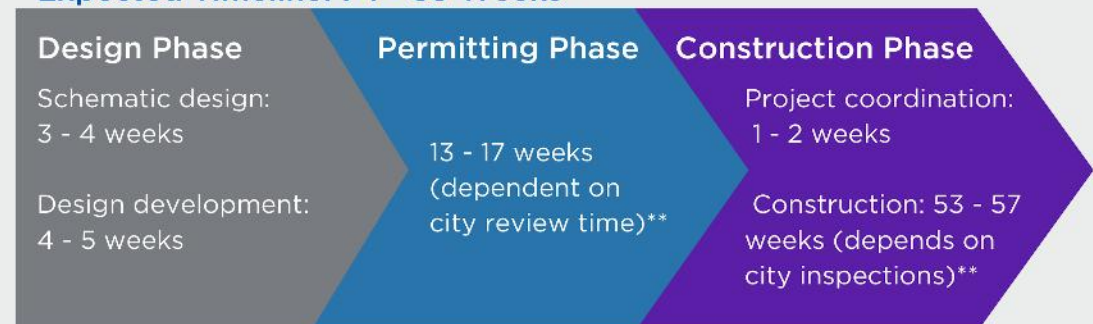 Design Phase
Schematic design:
3 - 4 weeks
Design development:
4 - 5 weeks
Permitting Phase
13 - 17 weeks
(dependent on
city review time)**
Construction Phase
Project coordination:
1 - 2 weeks
Construction: 53 - 57
weeks (depends on
city inspections)**